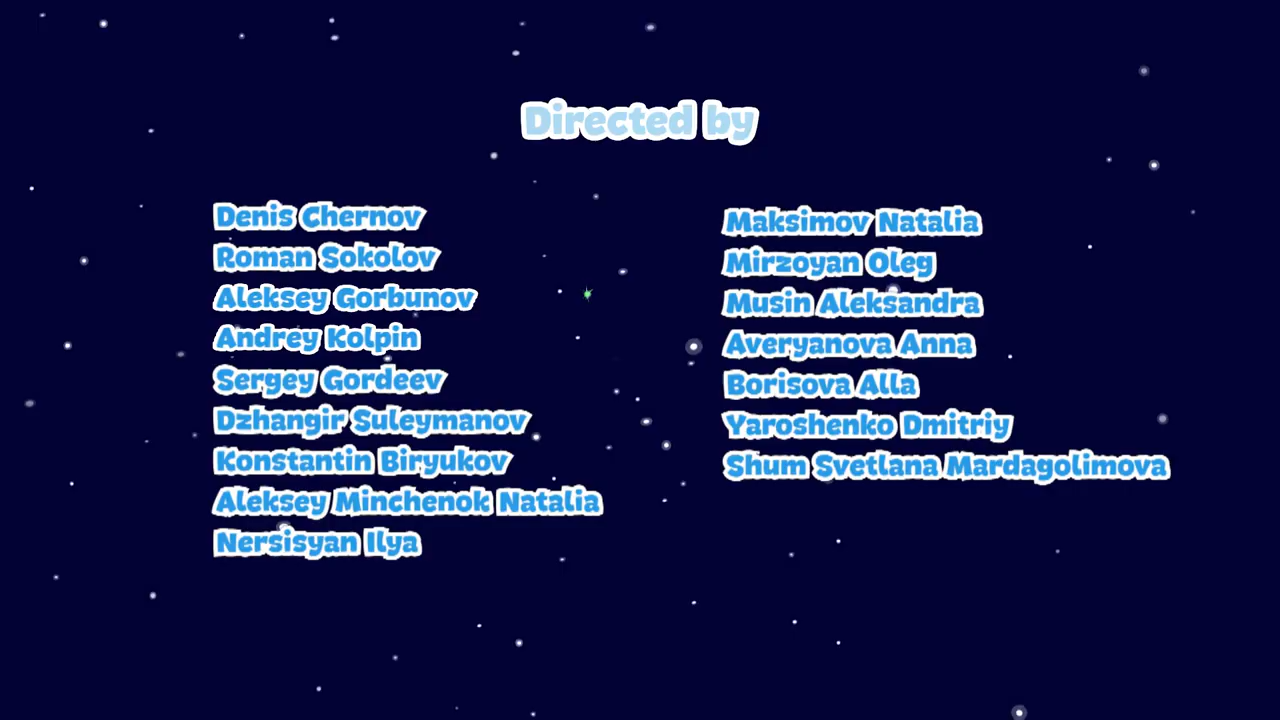 Directed by
Denis Chernov
Roman Sokolov
Aleksey Gorbunov
Andrey Kolpin
Sergey Gordeev
Dzhangir Suleymanov
Konstantin Biryukov
Aleksey Minchenok Natalia
Nersisyan Ilya
Maksimov Natalia
Mirzoyan Oleg
Musin Aleksandra
Averyanova Anna
Borisova Alla
Yaroshenko Dmitriy
Shum Svetlana Mardagolimova